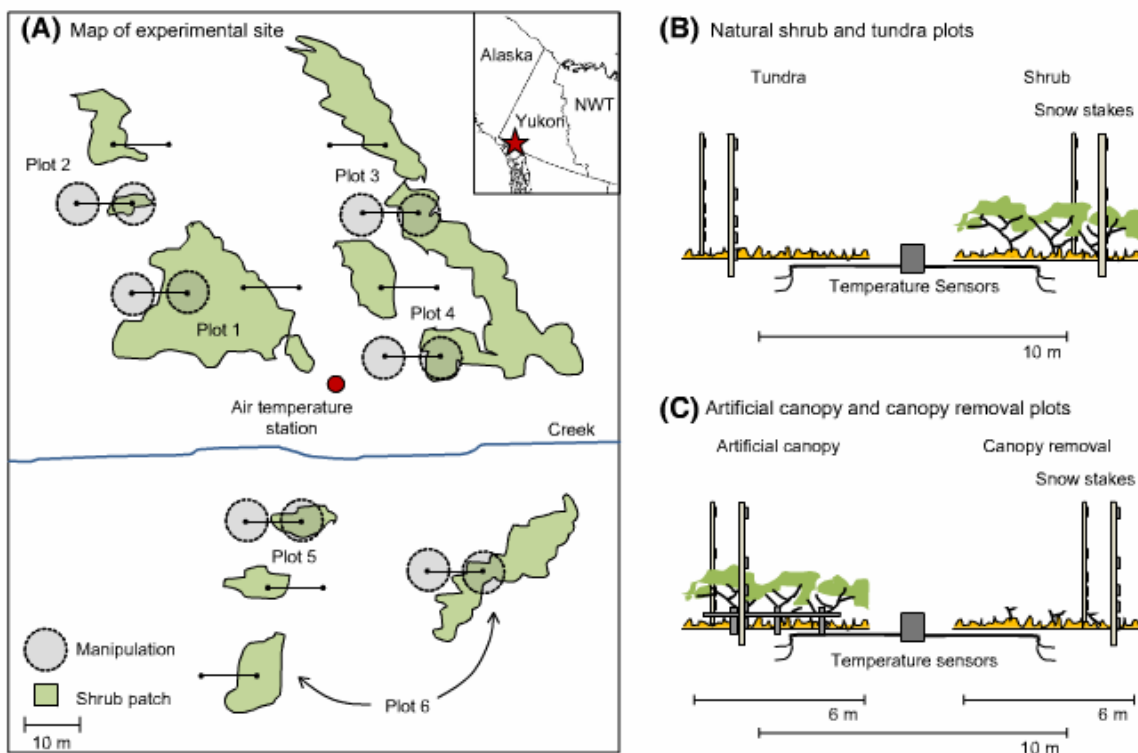 (A) Map of experimental site
Alaska
NWT
Yukon
Plot 2
Plot 3
Plot 1
Plot 4
Air temperature
station
Creek
Plot 5
Manipulation
Shrub patch
Plot 6
10 m
(B) Natural shrub and tundra plots
Tundra
Shrub
Snow stakes
Temperature Sensors
10 m
(C) Artificial canopy and canopy removal plots
Artificial canopy
Canopy removal
Snow stakes
Temperature sensors
6 m
6 m
10 m